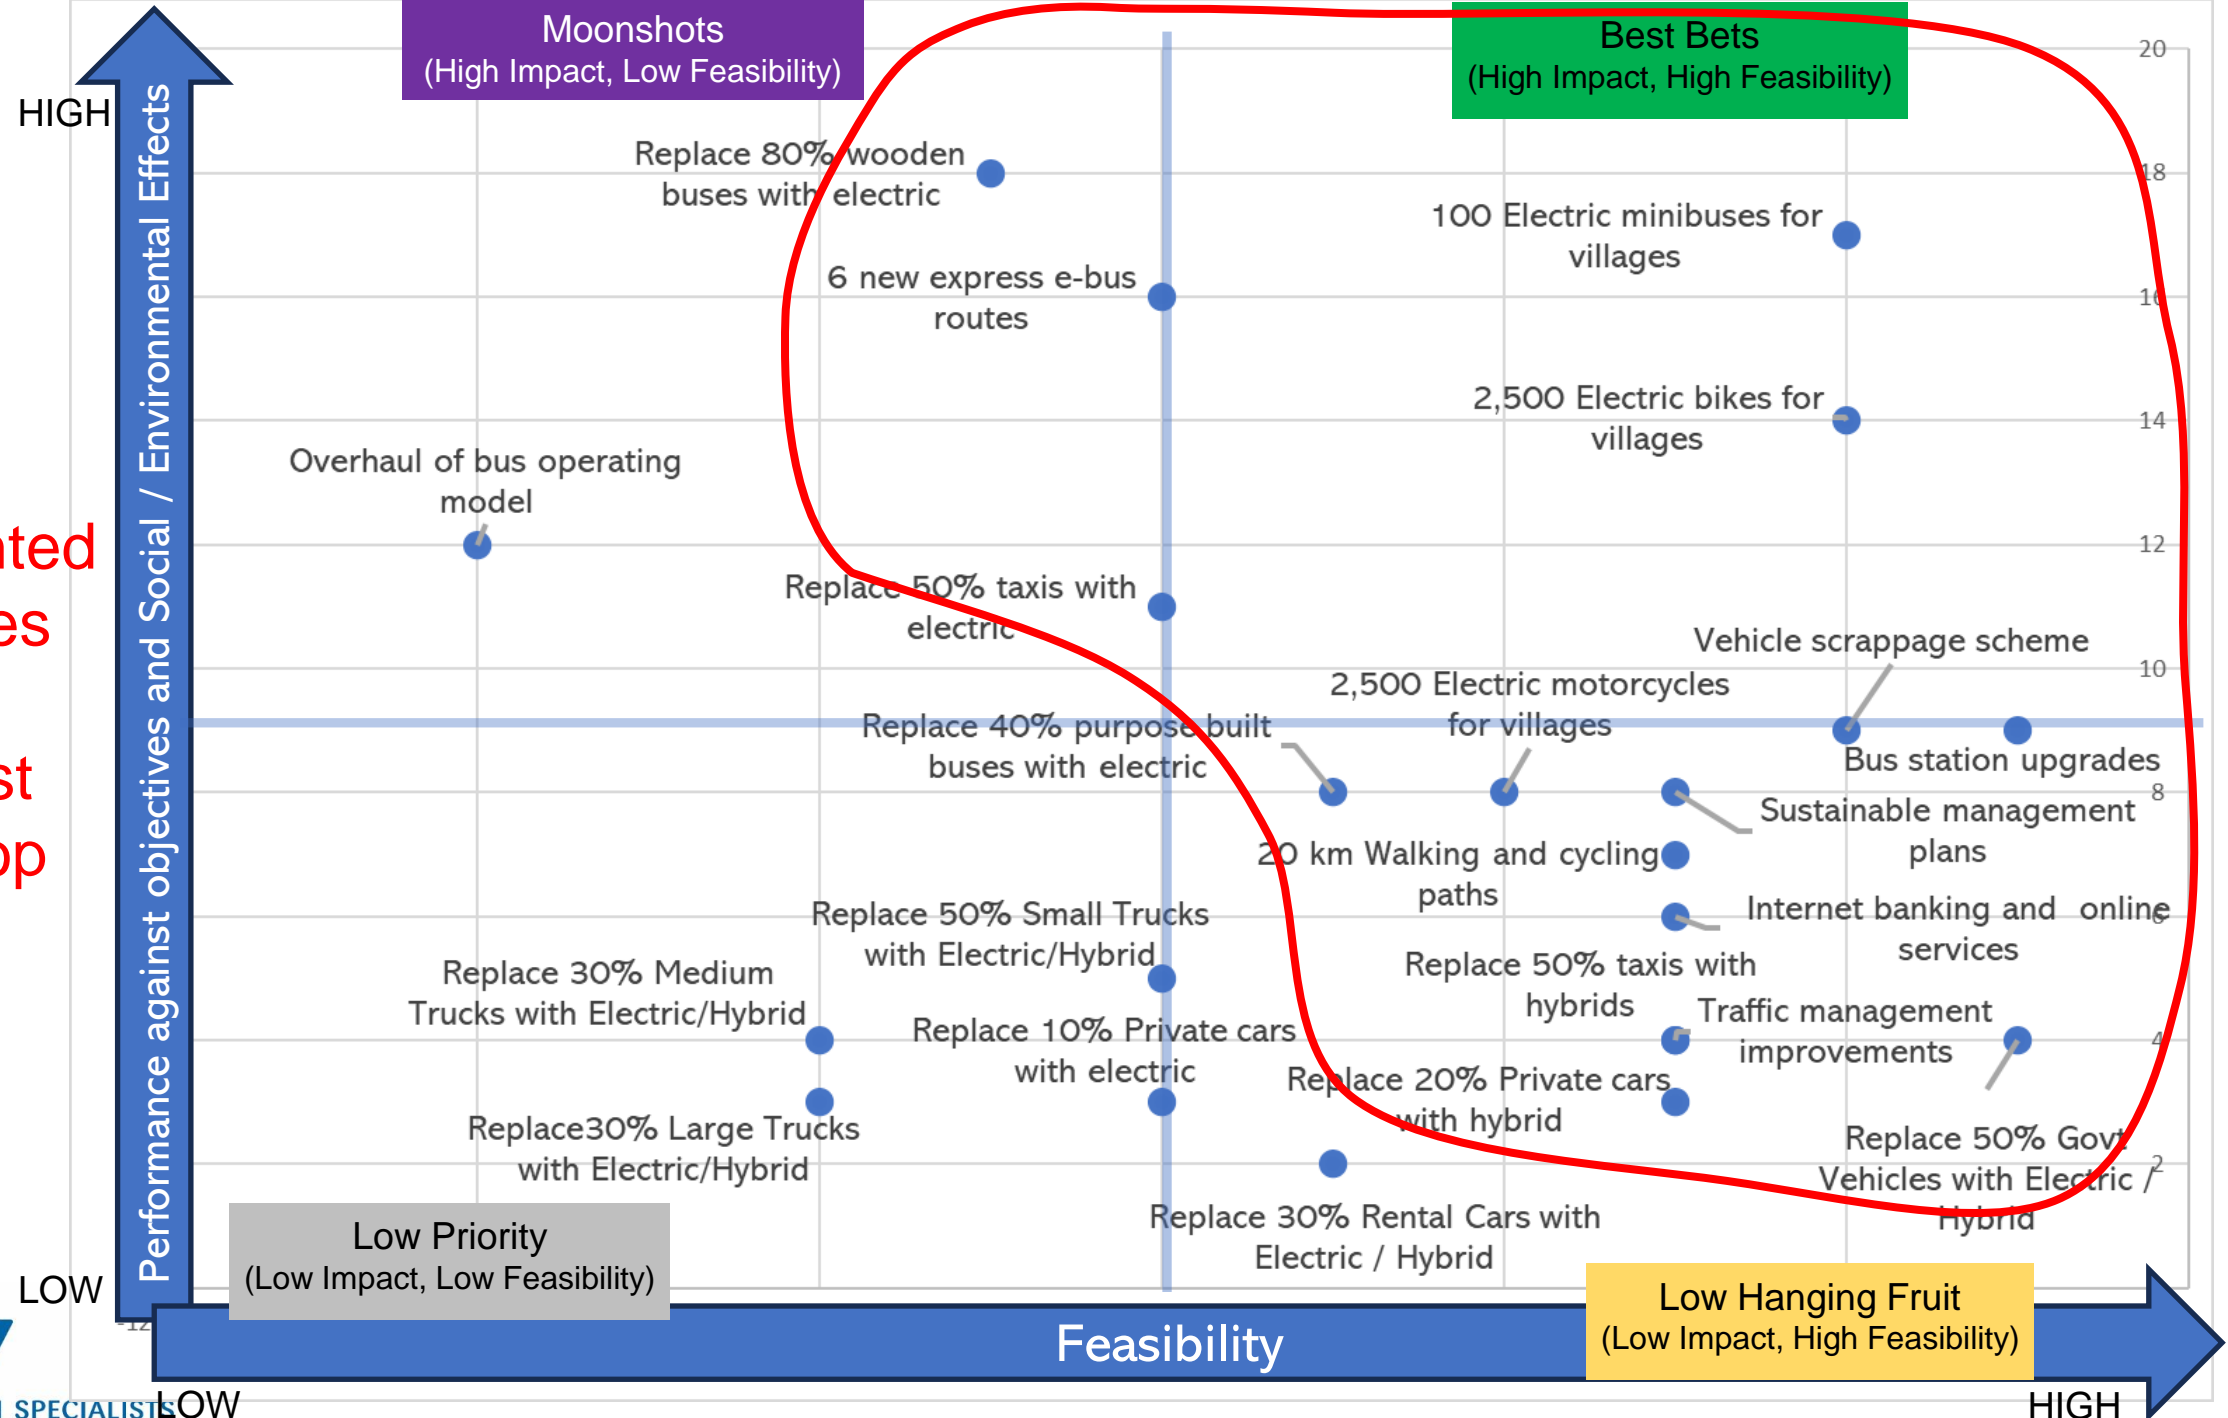 Moonshots
(High Impact, Low Feasibility)
Best Bets
(High Impact, High Feasibility)
HIGH
Performance against objectives and Social / Environmental Effects
LOW
20
18
16
14
12
10
8
6
4
2
Replace 80% wooden
buses with electric
100 Electric minibuses for
villages
6 new express e-bus
routes
2,500 Electric bikes for
villages
Overhaul of bus operating
model
Replace 50% taxis with
electric
Vehicle scrappage scheme
2,500 Electric motorcycles
for villages
Replace 40% purpose built
buses with electric
Bus station upgrades
Sustainable management
plans
20 km Walking and cycling
paths
Internet banking and online
services
Replace 50% Small Trucks
with Electric/Hybrid
Replace 50% taxis with
hybrids
Replace 30% Medium
Trucks with Electric/Hybrid
Traffic management
improvements
Replace 10% Private cars
with electric
Replace 20% Private cars
with hybrid
Replace30% Large Trucks
with Electric/Hybrid
Replace 50% Govt
Vehicles with Electric /
Hybrid
Replace 30% Rental Cars with
Electric / Hybrid
Low Priority
(Low Impact, Low Feasibility)
Low Hanging Fruit
(Low Impact, High Feasibility)
-12
Feasibility
LOW
HIGH
SPECIALISTS